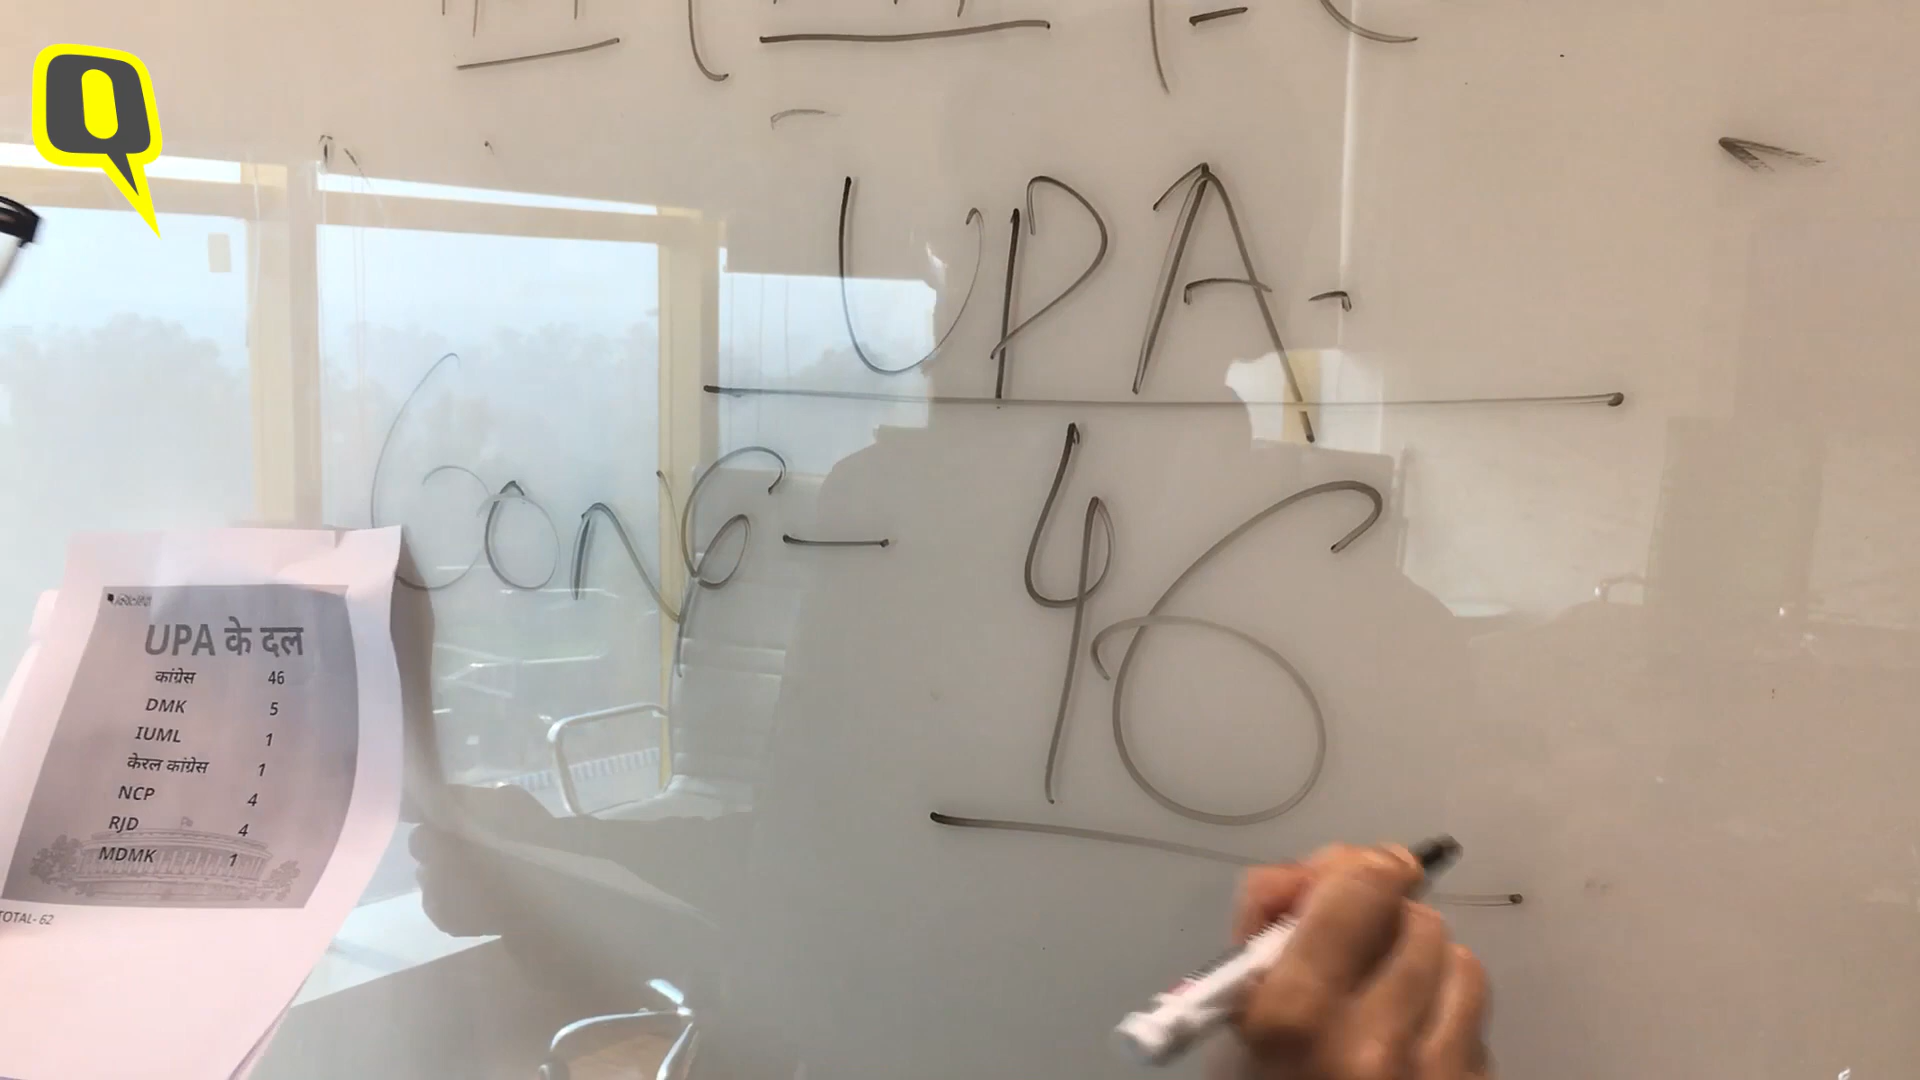 Q
UPA -
CONG - 46
UPA के दल
कांग्रेस 46
DMK 5
IUML 1
केरल कांग्रेस 1
NCP 4
RJD 4
MDMK 1
TOTAL- 62